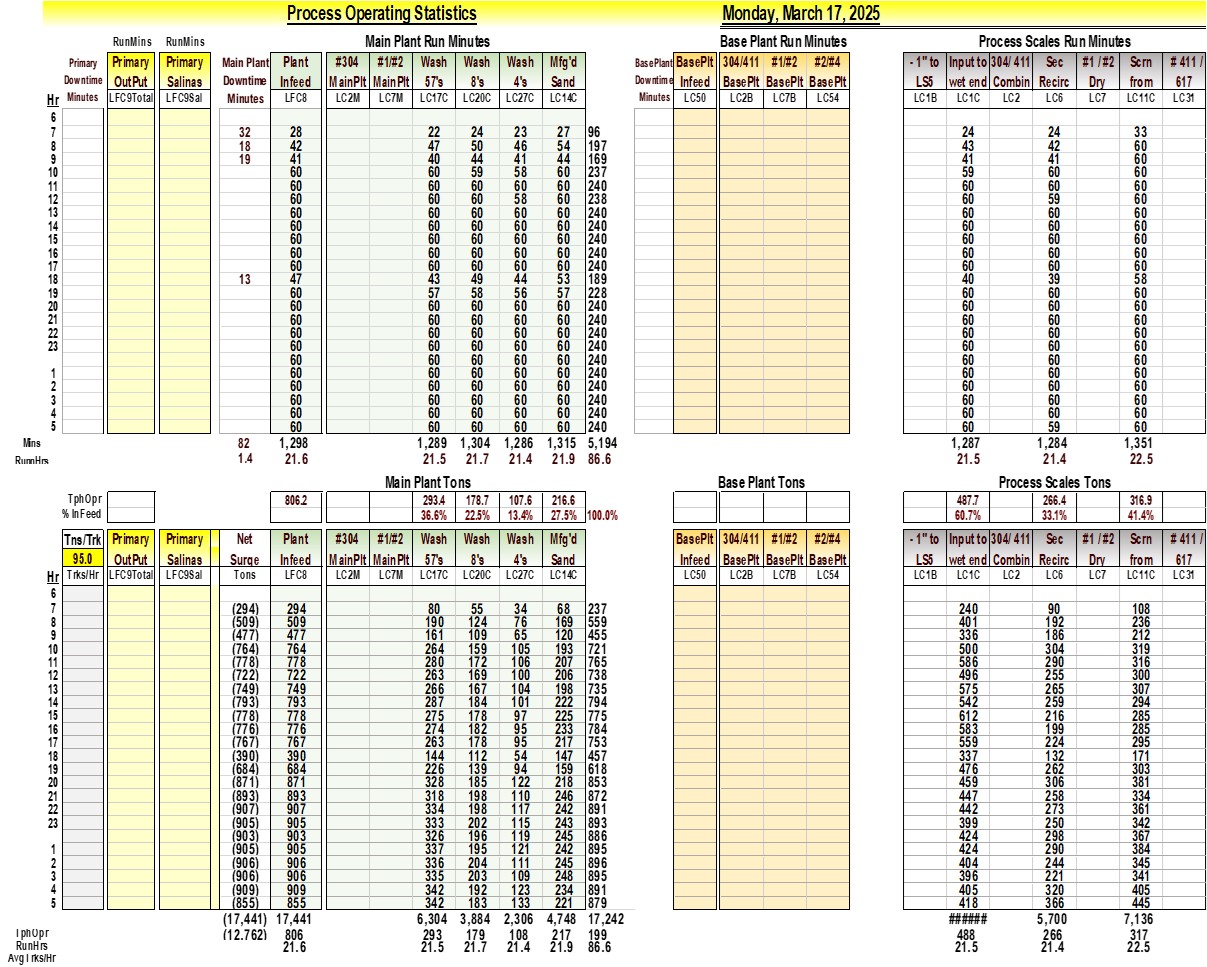 Process Operating Statistics Monday, March 17, 2025
RunMins RunMins Main Plant Run Minutes Base Plant Run Minutes Process Scales Run Minutes
Primary Primary Primary Main Plant Plant #304 #1/#2 Wash Wash Wash Mfg'd BasePlant BasePlt 304/411 #1/#2 #2/#4 - 1" to Input to 304/ 411 Sec #1 / #2 Scrn # 411 /
Downtime OutPut Salinas Downtime Infeed MainPlt MainPlt 57's 8's 4's Sand Downtime Infeed BasePlt BasePlt BasePlt LS5 wet end Combin Recirc Dry from 617
Hr Minutes LFC9Total LFC9Sal Minutes LFC8 LC2M LC7M LC17C LC20C LC27C LC14C Minutes LC50 LC2B LC7B LC54 LC1B LC1C LC2 LC6 LC7 LC11C LC31
6
7 32 28 22 24 23 27 96 24 24 33
8 18 42 47 50 46 54 197 43 42 60
9 19 41 40 44 41 44 169 41 41 60
10 60 60 59 58 60 237 59 60 60
11 60 60 60 60 60 240 60 60 60
12 60 60 60 58 60 238 60 59 60
13 60 60 60 60 60 240 60 60 60
14 60 60 60 60 60 240 60 60 60
15 60 60 60 60 60 240 60 60 60
16 60 60 60 60 60 240 60 60 60
17 60 60 60 60 60 240 60 60 60
18 13 47 43 49 44 53 189 40 39 58
19 60 57 58 56 57 228 60 60 60
20 60 60 60 60 60 240 60 60 60
21 60 60 60 60 60 240 60 60 60
22 60 60 60 60 60 240 60 60 60
23 60 60 60 60 60 240 60 60 60
60 60 60 60 60 240 60 60 60
1 60 60 60 60 60 240 60 60 60
2 60 60 60 60 60 240 60 60 60
3 60 60 60 60 60 240 60 60 60
4 60 60 60 60 60 240 60 60 60
5 60 60 60 60 60 240 60 59 60
Mins 82 1,298 1,289 1,304 1,286 1,315 5,194 1,287 1,284 1,351
RunnHrs 1.4 21.6 21.5 21.7 21.4 21.9 86.6 21.5 21.4 22.5
Main Plant Tons Base Plant Tons Process Scales Tons
TphOpr 806.2 293.4 178.7 107.6 216.6 487.7 266.4 316.9
% InFeed 36.6% 22.5% 13.4% 27.5% 100.0% 60.7% 33.1% 41.4%
Tns/Trk Primary Primary Net Plant #304 #1/#2 Wash Wash Wash Mfg'd BasePlt 304/411 #1/#2 #2/#4 - 1" to Input to 304/ 411 Sec #1 / #2 Scrn # 411 /
95.0 OutPut Salinas Surge Infeed MainPlt MainPlt 57's 8's 4's Sand Infeed BasePlt BasePlt BasePlt LS5 wet end Combin Recirc Dry from 617
Hr Trks/Hr LFC9Total LFC9Sal Tons LFC8 LC2M LC7M LC17C LC20C LC27C LC14C LC50 LC2B LC7B LC54 LC1B LC1C LC2 LC6 LC7 LC11C LC31
6
7 (294) 294 80 55 34 68 237 240 90 108
8 (509) 509 190 124 76 169 559 401 192 236
9 (477) 477 161 109 65 120 455 336 186 212
10 (764) 764 264 159 105 193 721 500 304 319
11 (778) 778 280 172 106 207 765 586 290 316
12 (722) 722 263 169 100 206 738 496 255 300
13 (749) 749 266 167 104 198 735 575 265 307
14 (793) 793 287 184 101 222 794 542 259 294
15 (778) 778 275 178 97 225 775 612 216 285
16 (776) 776 274 182 95 233 784 583 199 285
17 (767) 767 263 178 95 217 753 559 224 295
18 (390) 390 144 112 54 147 457 337 132 171
19 (684) 684 226 139 94 159 618 476 262 303
20 (871) 871 328 185 122 218 853 459 306 381
21 (893) 893 318 198 110 246 872 447 258 334
22 (907) 907 334 198 117 242 891 442 273 361
23 (905) 905 333 202 115 243 893 399 250 342
(903) 903 326 196 119 245 886 424 298 367
1 (905) 905 337 195 121 242 895 424 290 384
2 (906) 906 336 204 111 245 896 404 244 345
3 (906) 906 335 203 109 248 895 396 221 341
4 (909) 909 342 192 123 234 891 405 320 405
5 (855) 855 342 183 133 221 879 418 366 445
(17,441) 17,441 6,304 3,884 2,306 4,748 17,242 ###### 5,700 7,136
TphOpr (12.762) 806 293 179 108 217 199 488 266 317
RunHrs 21.6 21.5 21.7 21.4 21.9 86.6 21.5 21.4 22.5
Avg Trks/Hr